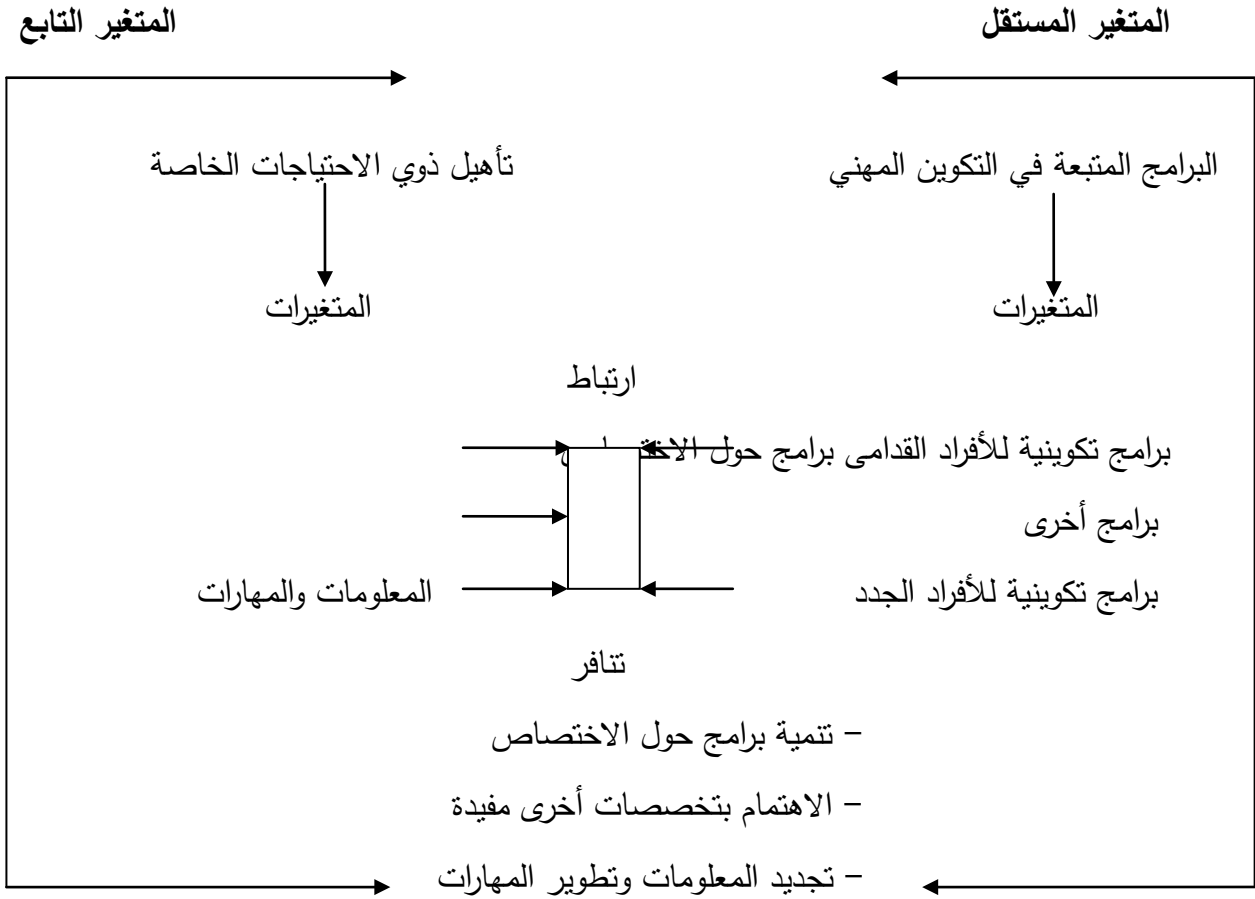 المتغير المستقل المتغير التابع
البرامج المتبعة في التكوين المهني تأهيل ذوي الاحتياجات الخاصة
المتغيرات المتغيرات
ارتباط
برامج تكوينية للأفراد القدامى برامج حول
برامج أخرى
برامج تكوينية للأفراد الجدد المعلومات والمهارات
تنافر
– تنمية برامج حول الاختصاص
– الاهتمام بتخصصات أخرى مفيدة
– تجديد المعلومات وتطوير المهارات